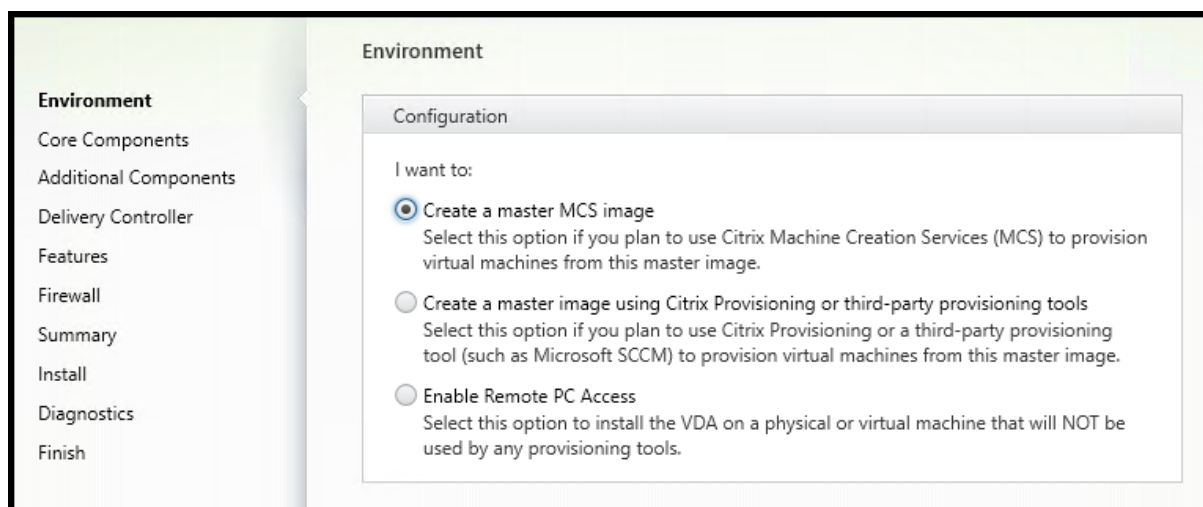 Environment
Core Components
Additional Components
Delivery Controller
Features
Firewall
Summary
Install
Diagnostics
Finish
Environment
Configuration
I want to:
Create a master MCS image
Select this option if you plan to use Citrix Machine Creation Services (MCS) to provision
virtual machines from this master image.
Create a master image using Citrix Provisioning or third-party provisioning tools
Select this option if you plan to use Citrix Provisioning or a third-party provisioning
tool (such as Microsoft SCCM) to provision virtual machines from this master image.
Enable Remote PC Access
Select this option to install the VDA on a physical or virtual machine that will NOT be
used by any provisioning tools.